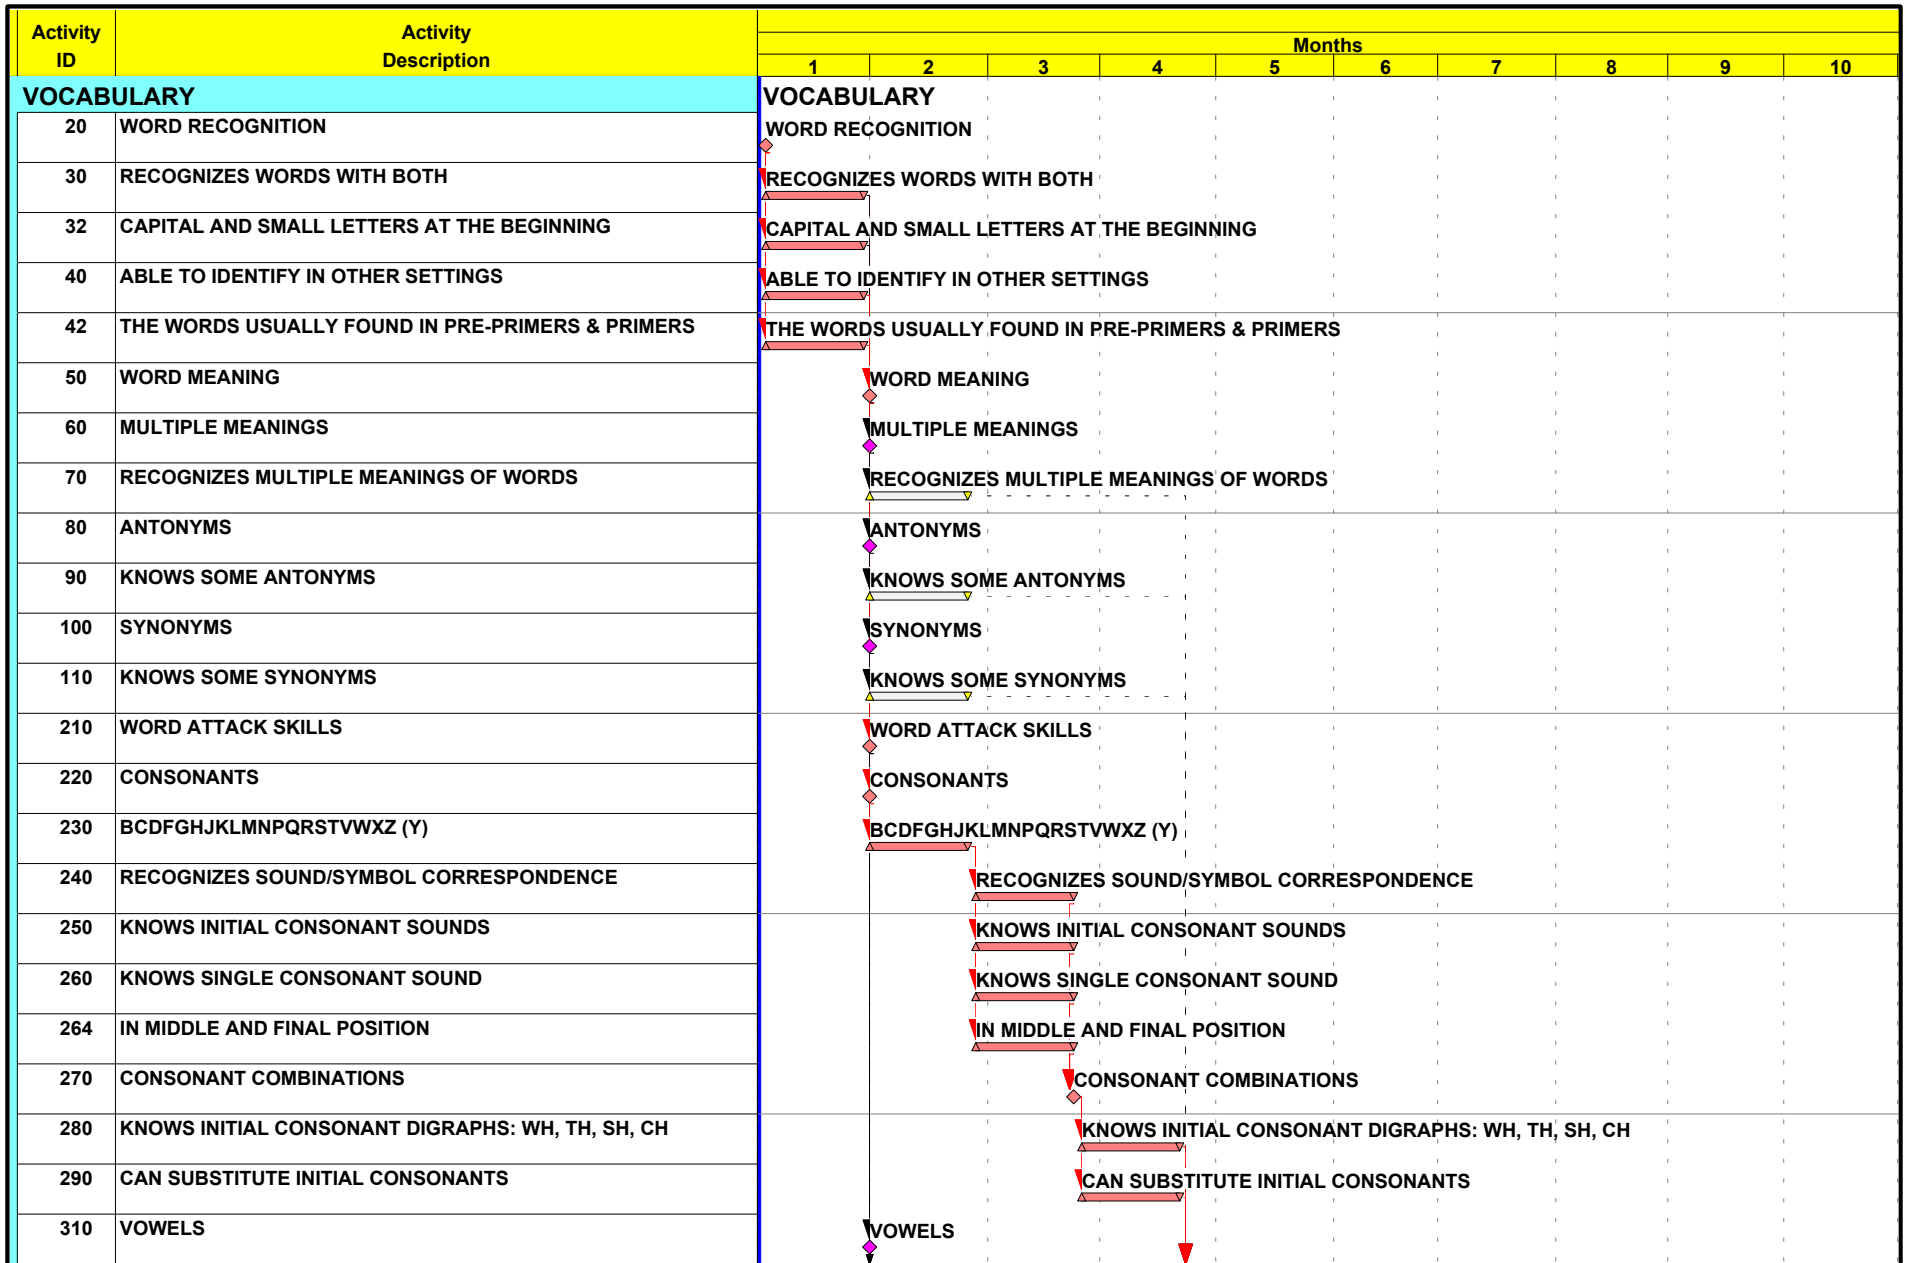 Activity ID
Activity Description
Months
1 2 3 4 5 6 7 8 9 10
VOCABULARY VOCABULARY
20 WORD RECOGNITION WORD RECOGNITION
30 RECOGNIZES WORDS WITH BOTH RECOGNIZES WORDS WITH BOTH
32 CAPITAL AND SMALL LETTERS AT THE BEGINNING CAPITAL AND SMALL LETTERS AT THE BEGINNING
40 ABLE TO IDENTIFY IN OTHER SETTINGS ABLE TO IDENTIFY IN OTHER SETTINGS
42 THE WORDS USUALLY FOUND IN PRE-PRIMERS & PRIMERS THE WORDS USUALLY FOUND IN PRE-PRIMERS & PRIMERS
50 WORD MEANING WORD MEANING
60 MULTIPLE MEANINGS MULTIPLE MEANINGS
70 RECOGNIZES MULTIPLE MEANINGS OF WORDS RECOGNIZES MULTIPLE MEANINGS OF WORDS
80 ANTONYMS ANTONYMS
90 KNOWS SOME ANTONYMS KNOWS SOME ANTONYMS
100 SYNONYMS SYNONYMS
110 KNOWS SOME SYNONYMS KNOWS SOME SYNONYMS
210 WORD ATTACK SKILLS WORD ATTACK SKILLS
220 CONSONANTS CONSONANTS
230 BCDFGHJKLMNPQRSTVWXZ (Y) BCDFGHJKLMNPQRSTVWXZ (Y)
240 RECOGNIZES SOUND/SYMBOL CORRESPONDENCE RECOGNIZES SOUND/SYMBOL CORRESPONDENCE
250 KNOWS INITIAL CONSONANT SOUNDS KNOWS INITIAL CONSONANT SOUNDS
260 KNOWS SINGLE CONSONANT SOUND KNOWS SINGLE CONSONANT SOUND
264 IN MIDDLE AND FINAL POSITION IN MIDDLE AND FINAL POSITION
270 CONSONANT COMBINATIONS CONSONANT COMBINATIONS
280 KNOWS INITIAL CONSONANT DIGRAPHS: WH, TH, SH, CH KNOWS INITIAL CONSONANT DIGRAPHS: WH, TH, SH, CH
290 CAN SUBSTITUTE INITIAL CONSONANTS CAN SUBSTITUTE INITIAL CONSONANTS
310 VOWELS VOWELS